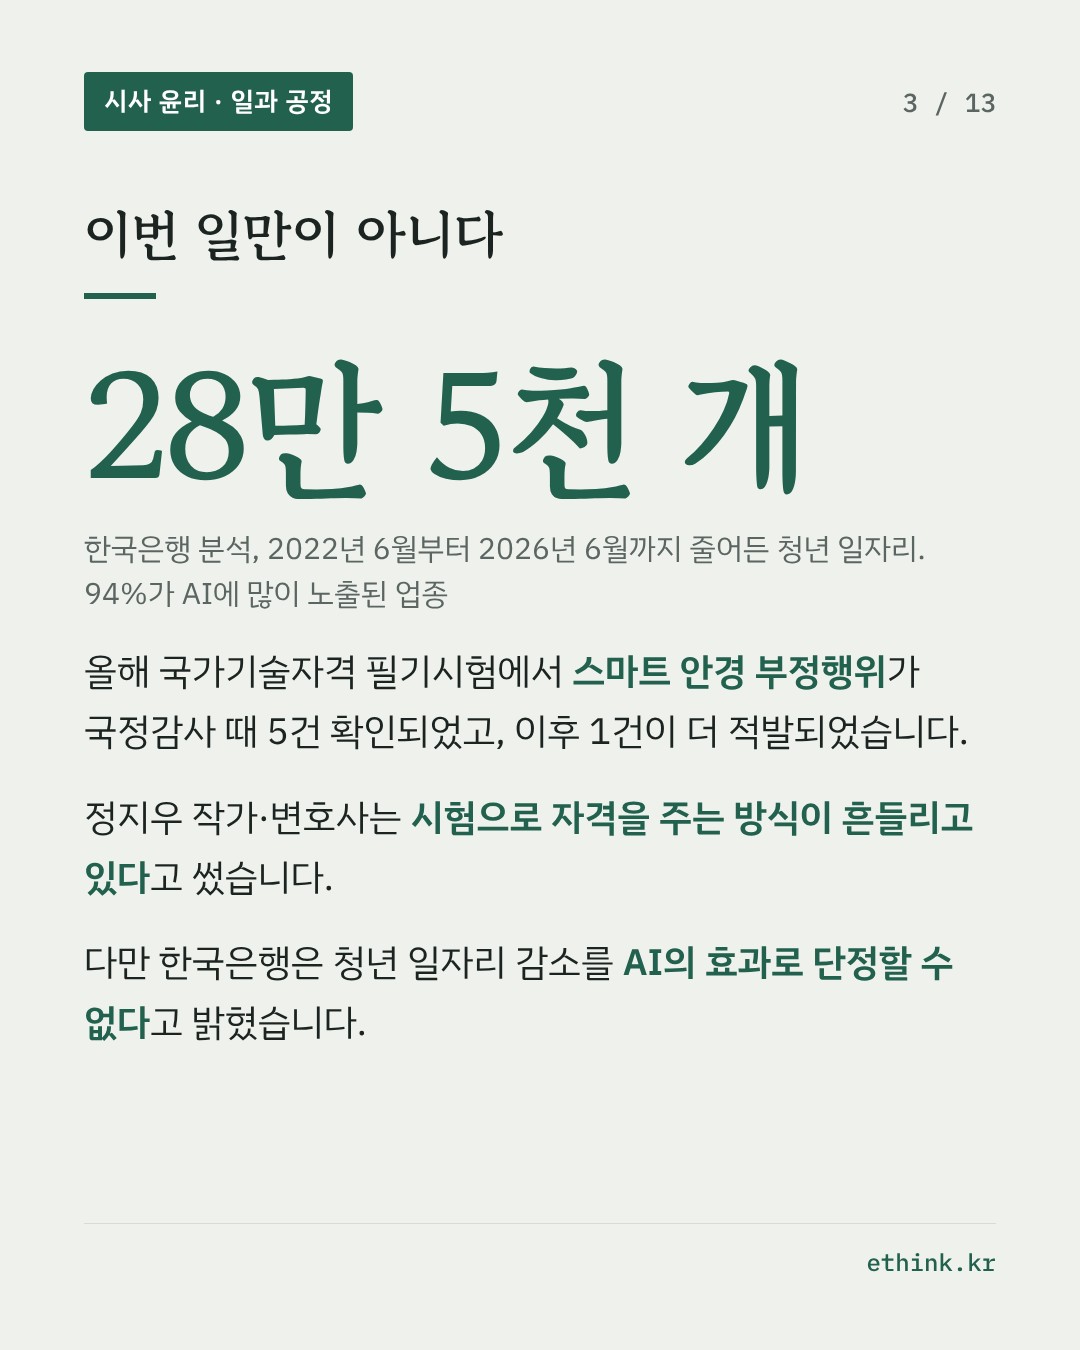 시사 윤리 · 일과 공정
3 / 13
이번 일만이 아니다
28만 5천 개
한국은행 분석, 2022년 6월부터 2026년 6월까지 줄어든 청년 일자리.
94%가 AI에 많이 노출된 업종
올해 국가기술자격 필기시험에서 스마트 안경 부정행위가
국정감사 때 5건 확인되었고, 이후 1건이 더 적발되었습니다.
정지우 작가·변호사는 시험으로 자격을 주는 방식이 흔들리고
있다고 썼습니다.
다만 한국은행은 청년 일자리 감소를 AI의 효과로 단정할 수
없다고 밝혔습니다.
ethink.kr